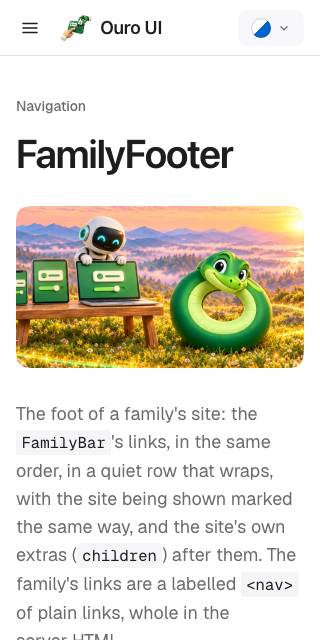 Ouro UI
Navigation
FamilyFooter
The foot of a family's site: the
FamilyBar's links, in the same
order, in a quiet row that wraps,
with the site being shown marked
the same way, and the site's own
extras ( children ) after them. The
family's links are a labelled <nav>
of plain links, whole in the
server HTML